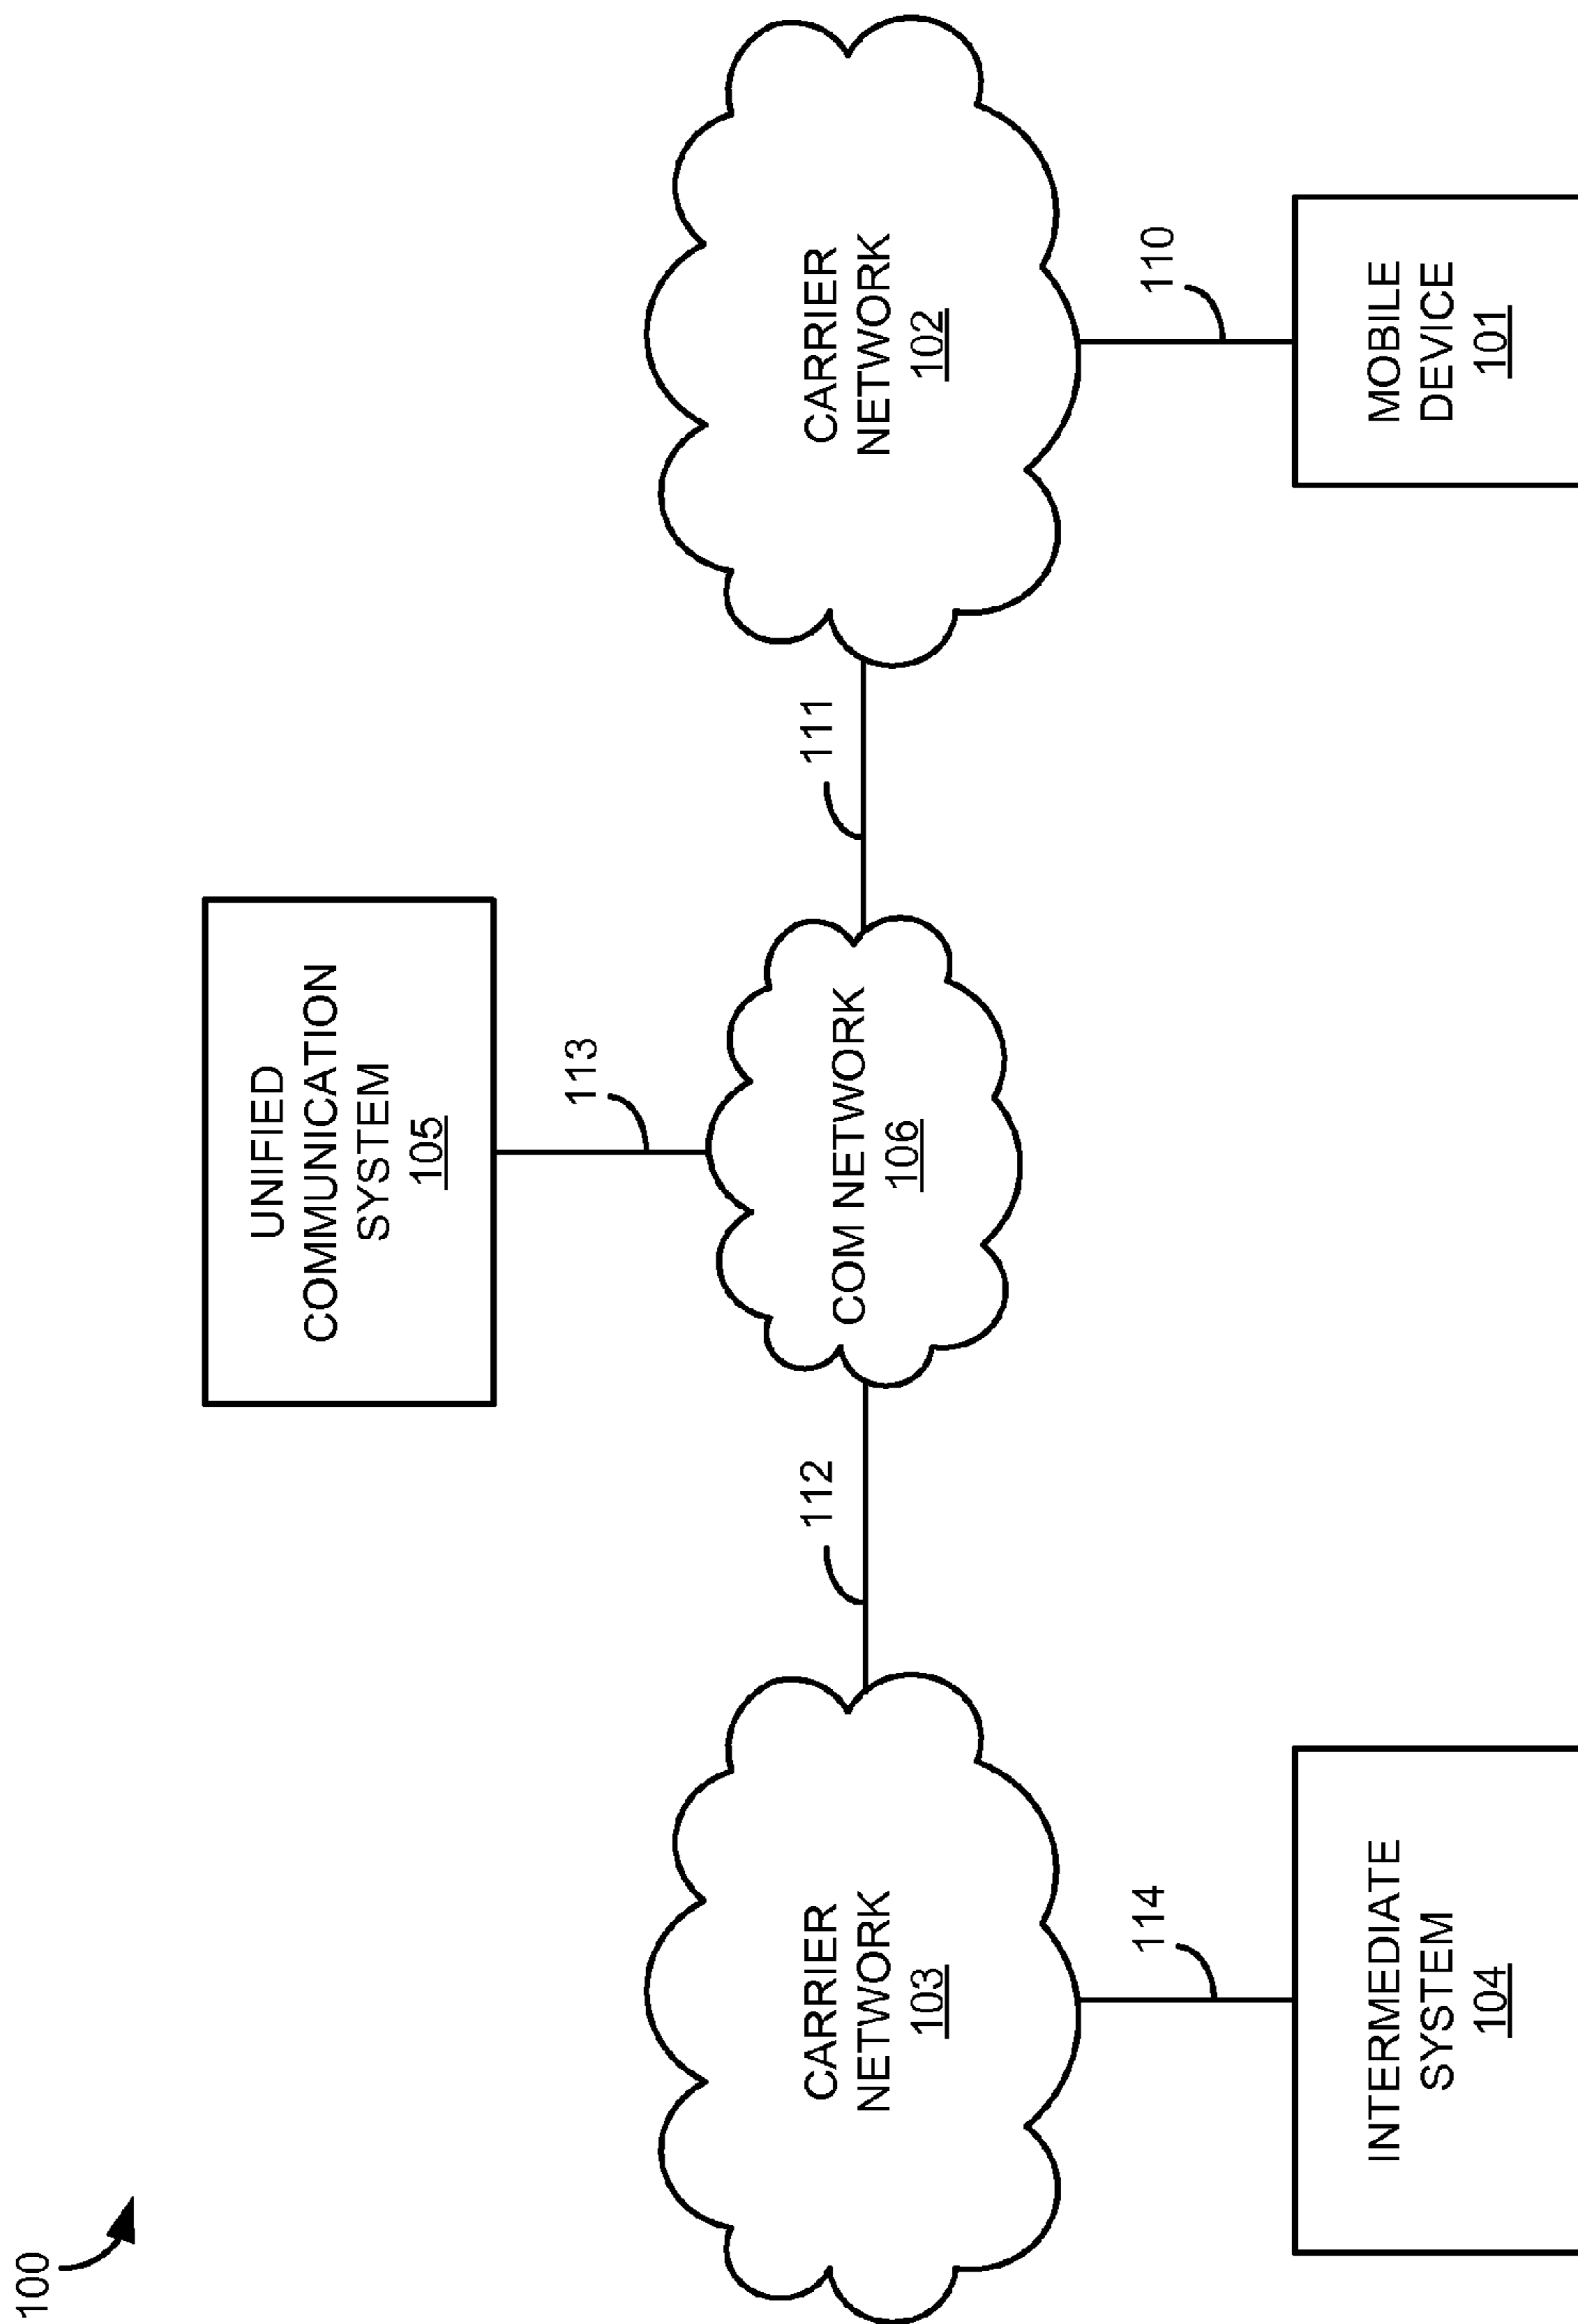 100
UNIFIED
COMMUNICATION
SYSTEM
105
113
CARRIER
NETWORK
103
112
COM NETWORK
106
111
CARRIER
NETWORK
102
114
110
INTERMEDIATE
SYSTEM
104
MOBILE
DEVICE
101